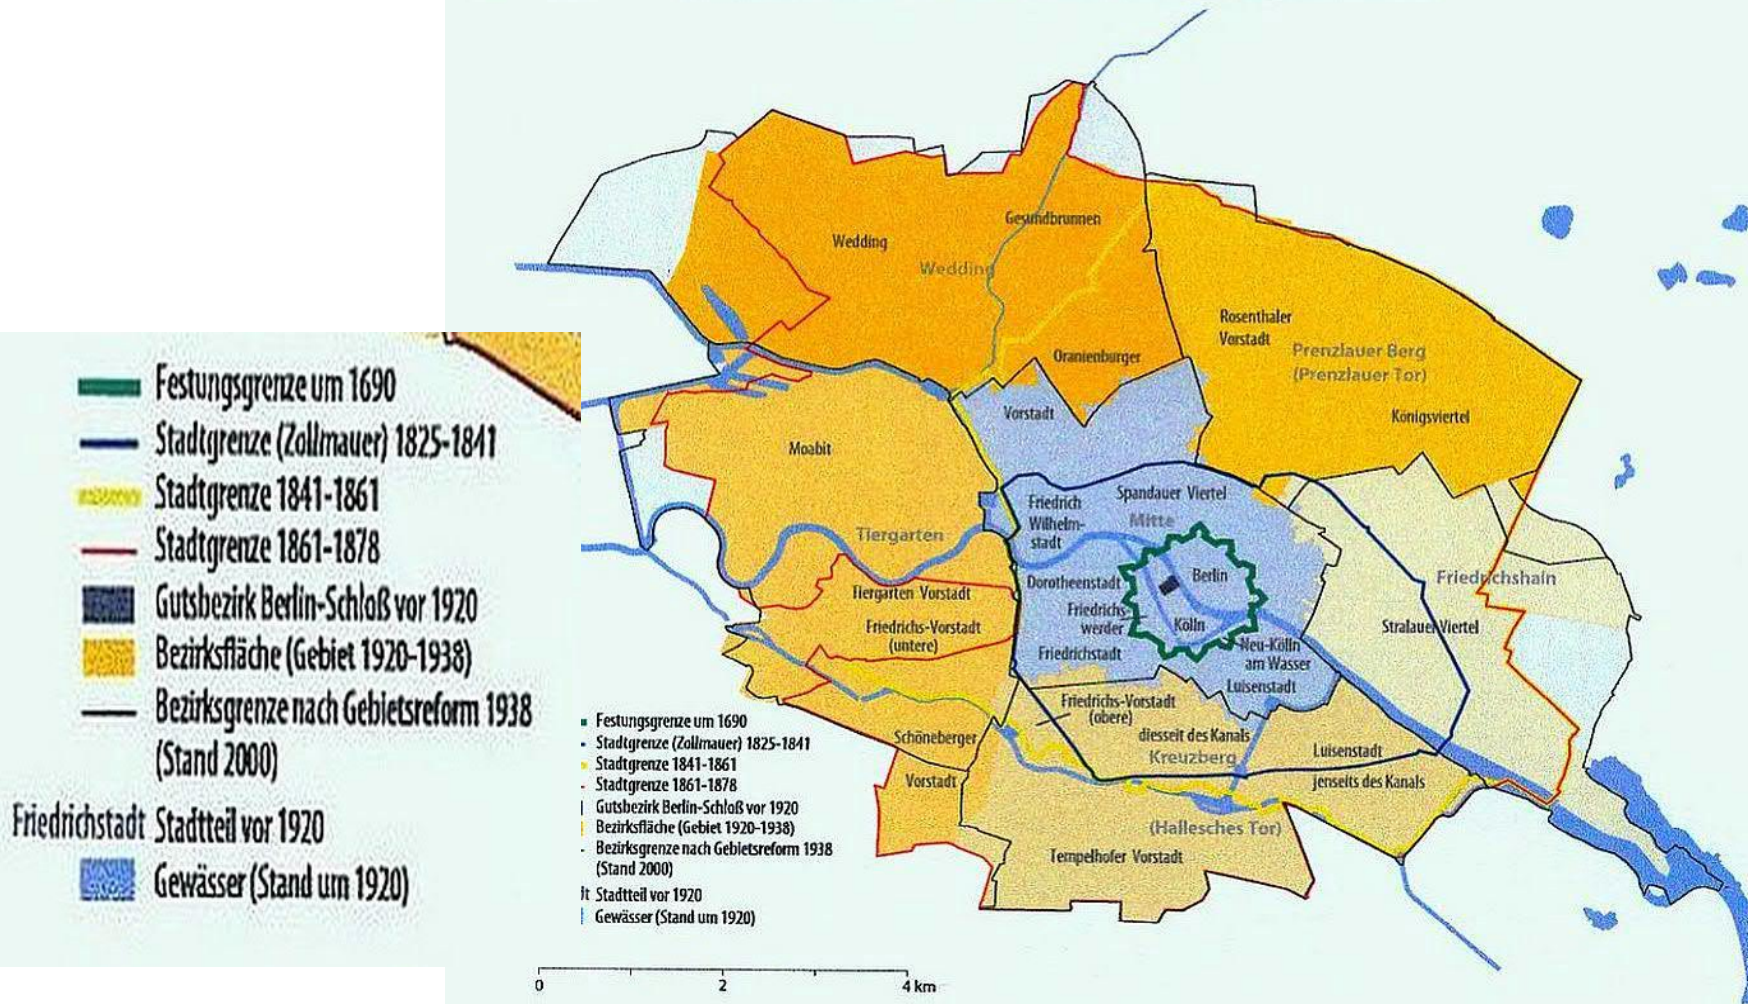 Festungsgrenze um 1690
Stadtgrenze (Zollmauer) 1825-1841
Stadtgrenze 1841-1861
Stadtgrenze 1861-1878
Gutsbezirk Berlin-Schloß vor 1920
Bezirksfläche (Gebiet 1920-1938)
Bezirksgrenze nach Gebietsreform 1938
(Stand 2000)
Friedrichstadt Stadtteil vor 1920
Gewässer (Stand um 1920)
Gesundbrunnen
Wedding
Wedding
Rosenthaler
Vorstadt
Prenzlauer Berg
(Prenzlauer Tor)
Oranienburger
Vorstadt
Königsviertel
Moabit
Spandauer Viertel
Friedrich
Wilhelm-
stadt
Mitte
Tiergarten
Berlin
Dorotheenstadt
Friedrichshain
Tiergarten Vorstadt
Friedrichs-
werder
Kölln
Friedrichs-Vorstadt
(untere)
Stralauer Viertel
Friedrichstadt
Neu-Kölln
am Wasser
Luisenstadt
Friedrichs-Vorstadt
(obere)
Schöneberger
Vorstadt
diesseit des Kanals
Kreuzberg
Luisenstadt
jenseits des Kanals
(Hallesches Tor)
Tempelhofer Vorstadt
Festungsgrenze um 1690
Stadtgrenze (Zollmauer) 1825-1841
Stadtgrenze 1841-1861
Stadtgrenze 1861-1878
Gutsbezirk Berlin-Schloß vor 1920
Bezirksfläche (Gebiet 1920-1938)
Bezirksgrenze nach Gebietsreform 1938
(Stand 2000)
lt Stadtteil vor 1920
Gewässer (Stand um 1920)
0 2 4 km